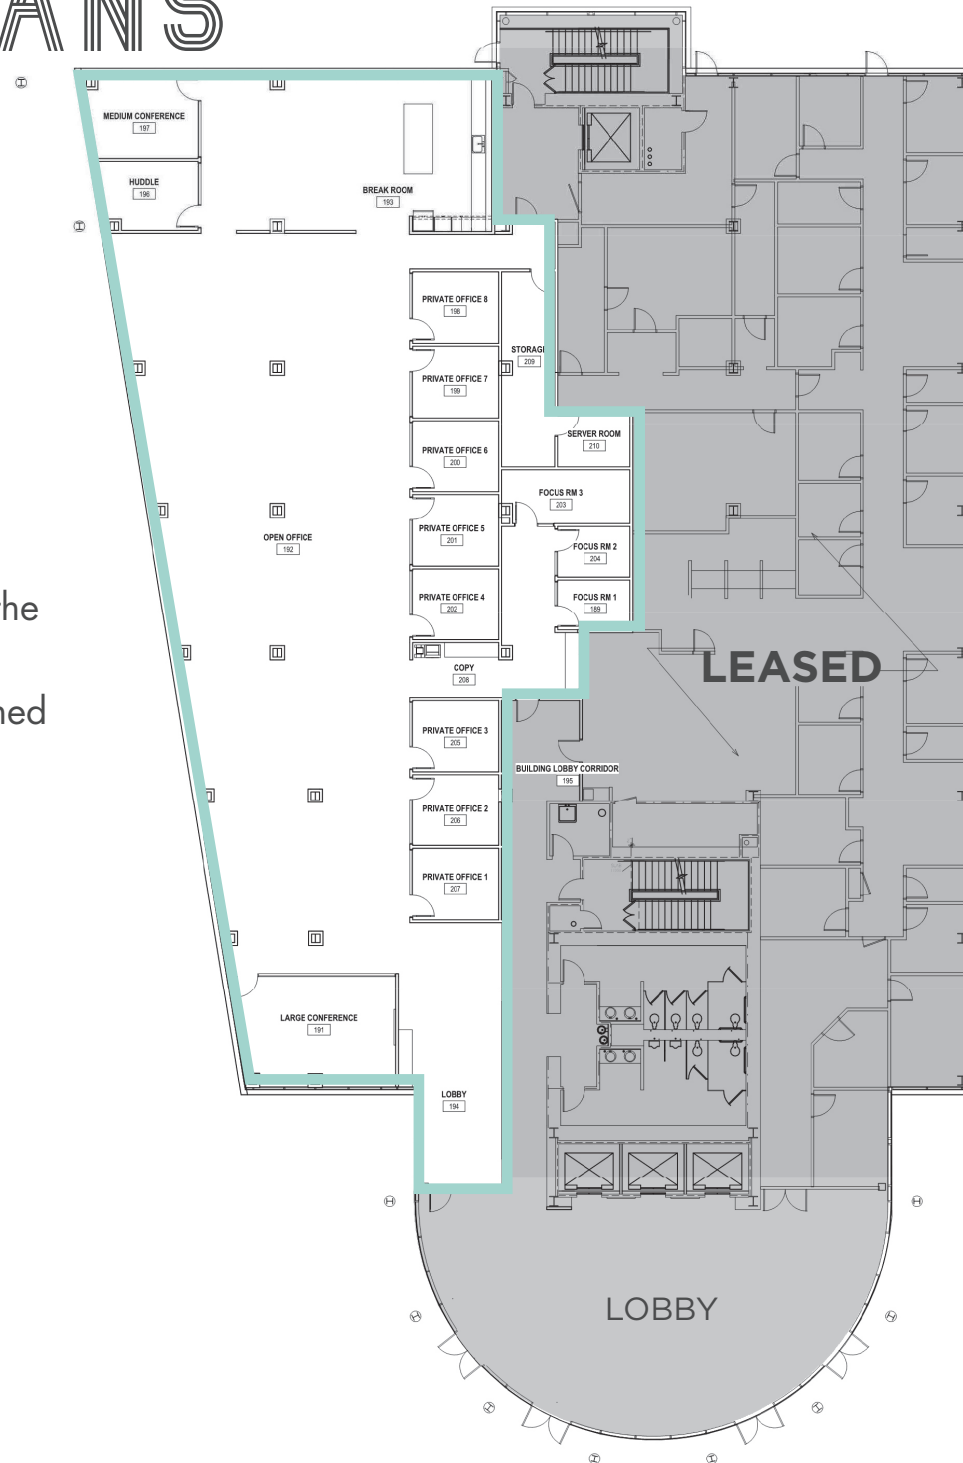 ANS
MEDIUM CONFERENCE
197
HUDDLE
196
BREAK ROOM
193
PRIVATE OFFICE 8
198
STORAGE
209
PRIVATE OFFICE 7
199
SERVER ROOM
210
PRIVATE OFFICE 6
200
FOCUS RM 3
203
PRIVATE OFFICE 5
201
OPEN OFFICE
192
FOCUS RM 2
204
PRIVATE OFFICE 4
202
FOCUS RM 1
189
the
LEASED
COPY
208
ned
PRIVATE OFFICE 3
205
BUILDING LOBBY CORRIDOR
195
PRIVATE OFFICE 2
206
PRIVATE OFFICE 1
207
LARGE CONFERENCE
191
LOBBY
194
LOBBY